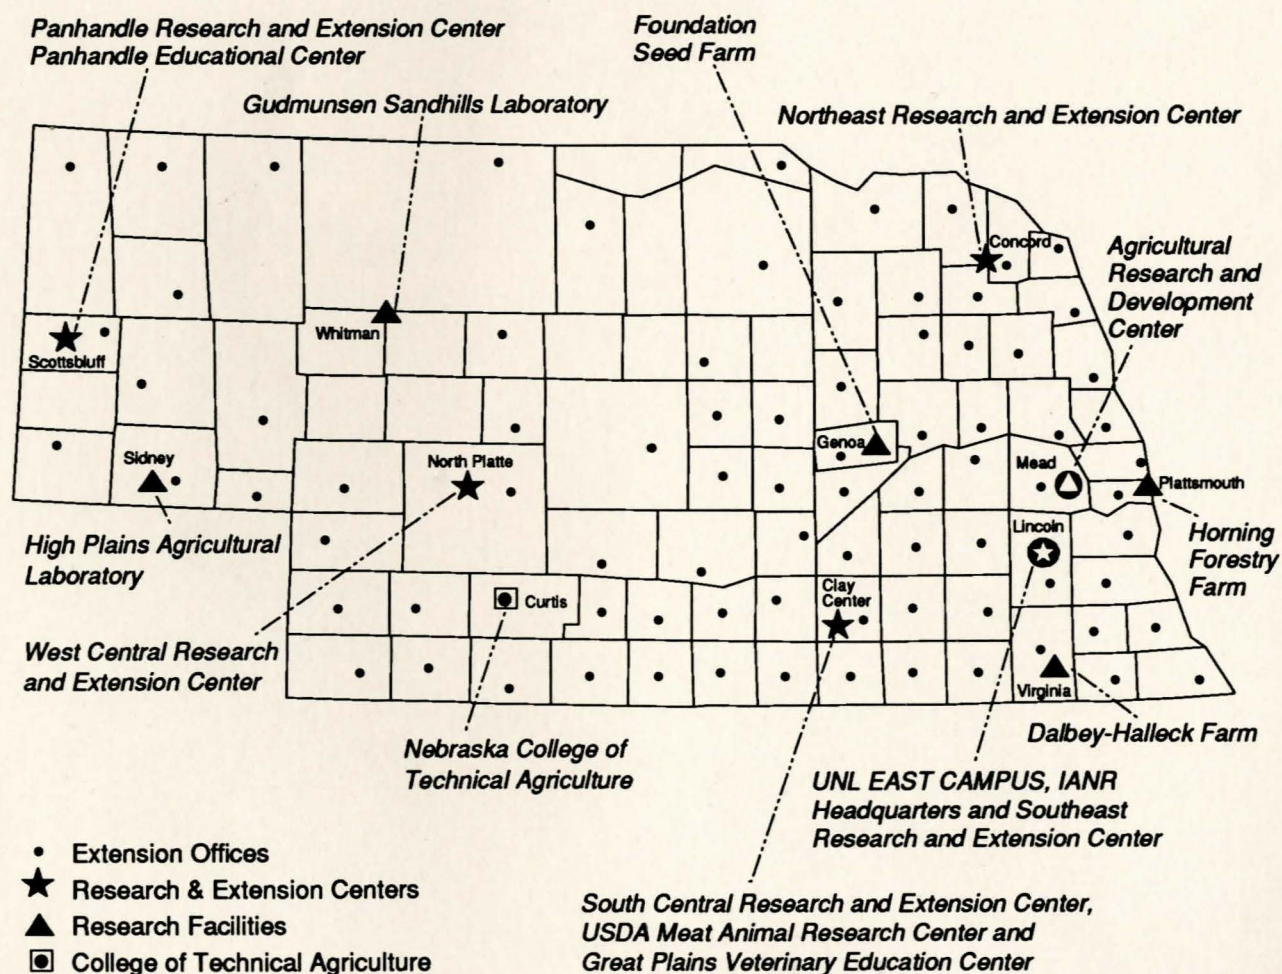 Panhandle Research and Extension Center
Panhandle Educational Center
Foundation
Seed Farm
Gudmunsen Sandhills Laboratory
Northeast Research and Extension Center
Concord
Agricultural
Research and
Development
Center
Whitman
Scottsbluff
Genoa
Sidney
North Platte
Mead
Plattsmouth
High Plains Agricultural
Laboratory
Lincoln
Horning
Forestry
Farm
Clay
Center
Curtis
West Central Research
and Extension Center
Virginia
Dalbey-Halleck Farm
Nebraska College of
Technical Agriculture
UNL EAST CAMPUS, IANR
Headquarters and Southeast
Research and Extension Center
Extension Offices
Research & Extension Centers
Research Facilities
College of Technical Agriculture
South Central Research and Extension Center,
USDA Meat Animal Research Center and
Great Plains Veterinary Education Center